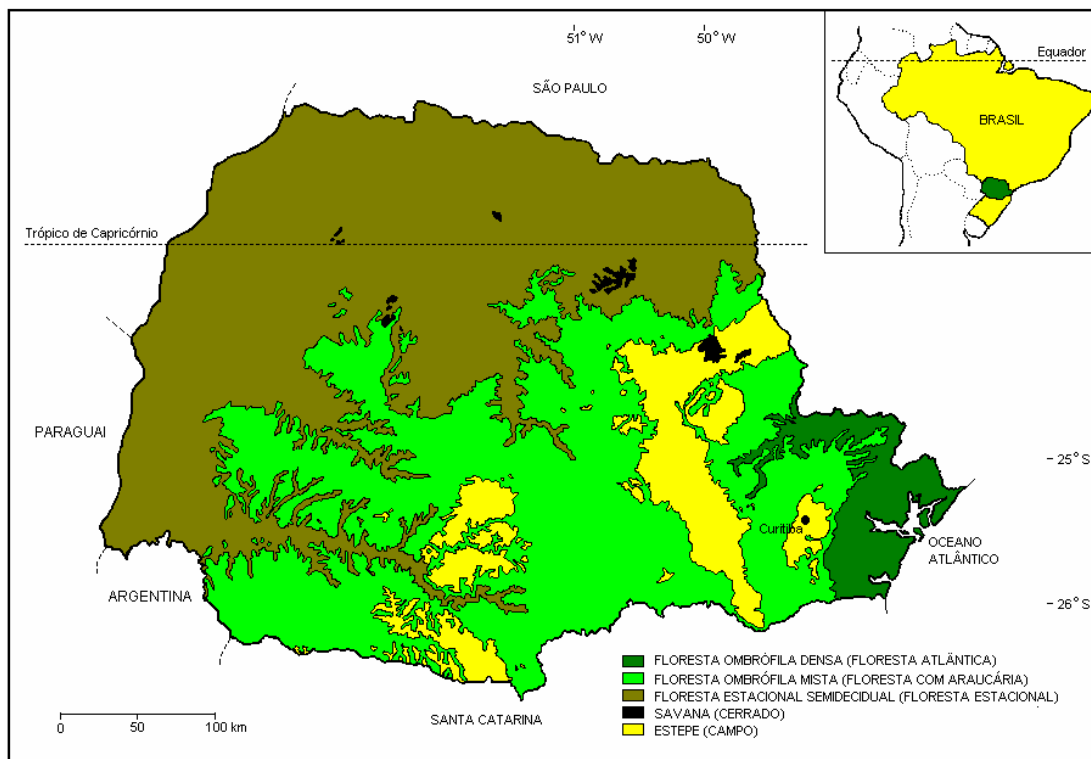 51° W
50° W
SÃO PAULO
Equador
BRASIL
Trópico de Capricórnio
PARAGUAI
25°S
Curitiba
OCEANO
ATLÂNTICO
ARGENTINA
26°S
FLORESTA OMBRÓFILA DENSA (FLORESTA ATLÂNTICA)
FLORESTA OMBRÓFILA MISTA (FLORESTA COM ARAUCÁRIA)
FLORESTA ESTACIONAL SEMIDECIDUAL (FLORESTA ESTACIONAL)
SAVANA (CERRADO)
ESTEPE (CAMPO)
SANTA CATARINA
0 50 100 km